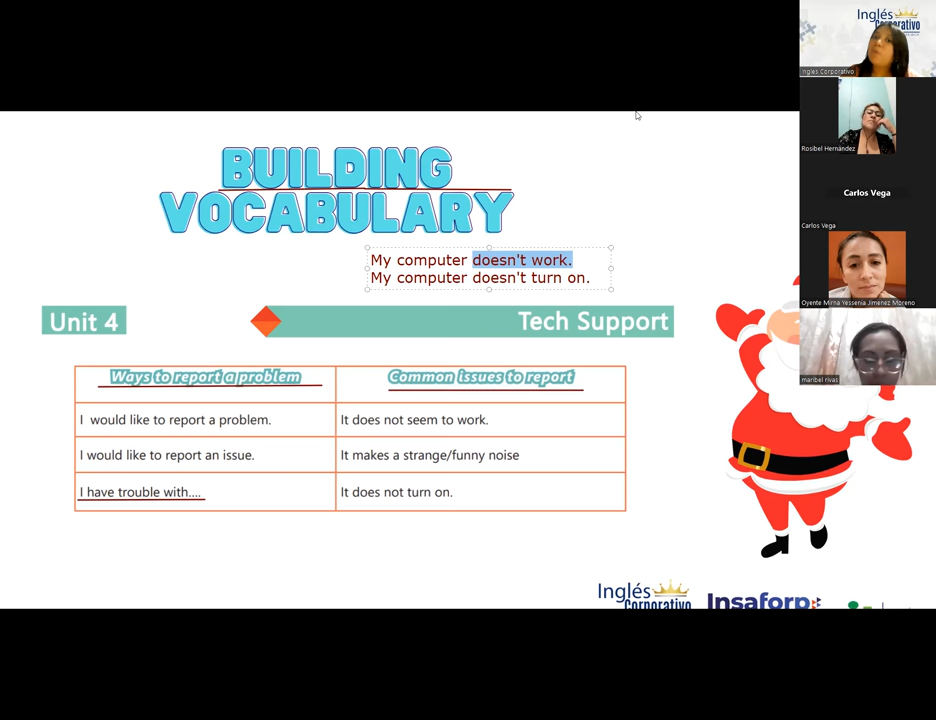 BUILDING
VOCABULARY
My computer doesn't work.
My computer doesn't turn on.
Unit 4
Tech Support
Ways to report a problem
Common issues to report
I would like to report a problem.
It does not seem to work.
I would like to report an issue.
It makes a strange/funny noise
I have trouble with....
It does not turn on.
Inglés
Corporativo
Insaforp
Inglés
Corporativo
Ingles Corporativo
Rosibel Hernández
Carlos Vega
Carlos Vega
Oyente Mirna Yessenia Jimenez Moreno
maribel rivas